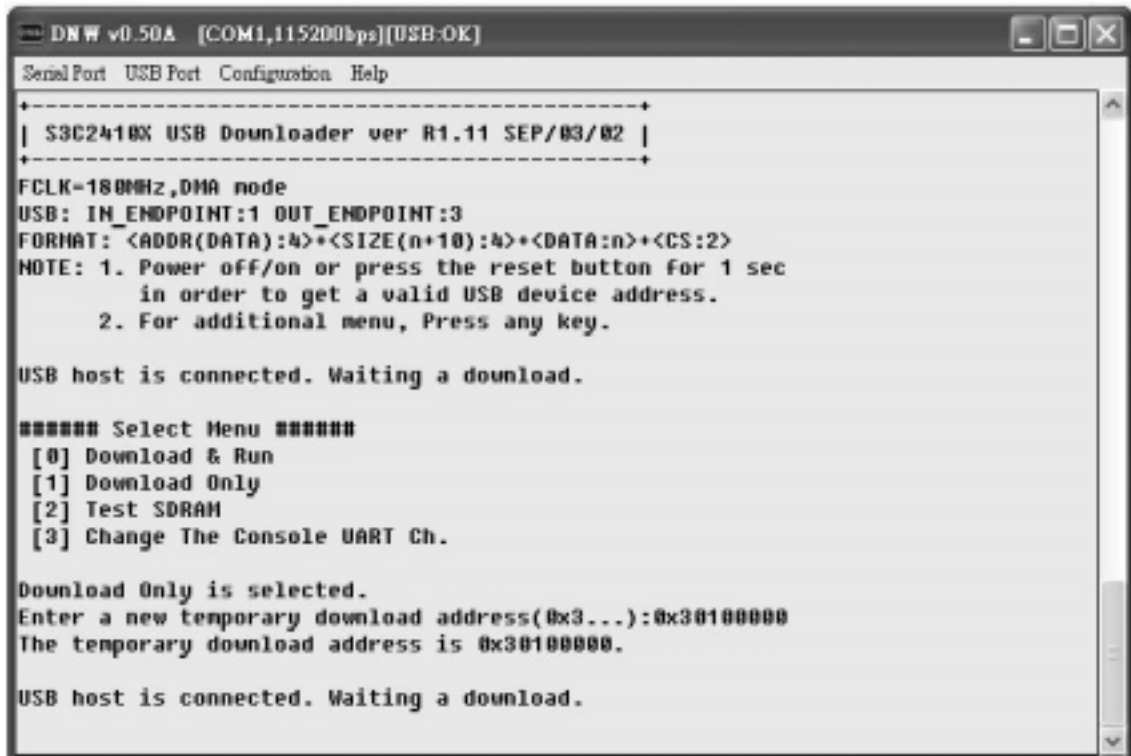 DNW v0.50A [COM1,115200bps][USB:OK]
Serial Port USB Port Configuration Help
+---------------------------------------------+
| S3C2410X USB Downloader ver R1.11 SEP/03/02 |
+---------------------------------------------+
FCLK=180MHz,DMA mode
USB: IN_ENDPOINT:1 OUT_ENDPOINT:3
FORMAT: <ADDR(DATA):4>+<SIZE(n+10):4>+<DATA:n>+<CS:2>
NOTE: 1. Power off/on or press the reset button for 1 sec
in order to get a valid USB device address.
2. For additional menu, Press any key.
USB host is connected. Waiting a download.
###### Select Menu ######
[0] Download & Run
[1] Download Only
[2] Test SDRAM
[3] Change The Console UART Ch.
Download Only is selected.
Enter a new temporary download address(0x3...):0x30100000
The temporary download address is 0x30100000.
USB host is connected. Waiting a download.